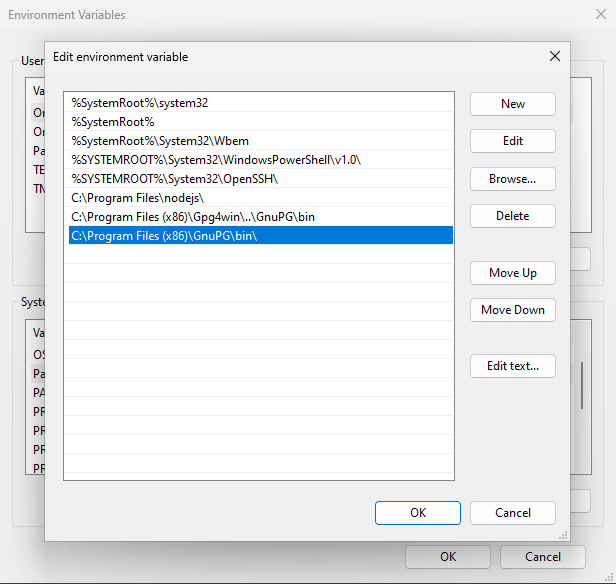 Environment Variables
Edit environment variable
User
Va
%SystemRoot%\system32
%SystemRoot%
%SystemRoot%\System32\Wbem
%SYSTEMROOT%\System32\WindowsPowerShell\v1.0\
%SYSTEMROOT%\System32\OpenSSH\
C:\Program Files\nodejs\
C:\Program Files (x86)\Gpg4win\..\GnuPG\bin
C:\Program Files (x86)\GnuPG\bin\
New
Edit
Browse...
Delete
Move Up
Move Down
Edit text...
Or
Or
Pa
TE
TM
Syste
Va
OS
Pa
PA
PR
PR
PR
PR
OK
Cancel
OK
Cancel